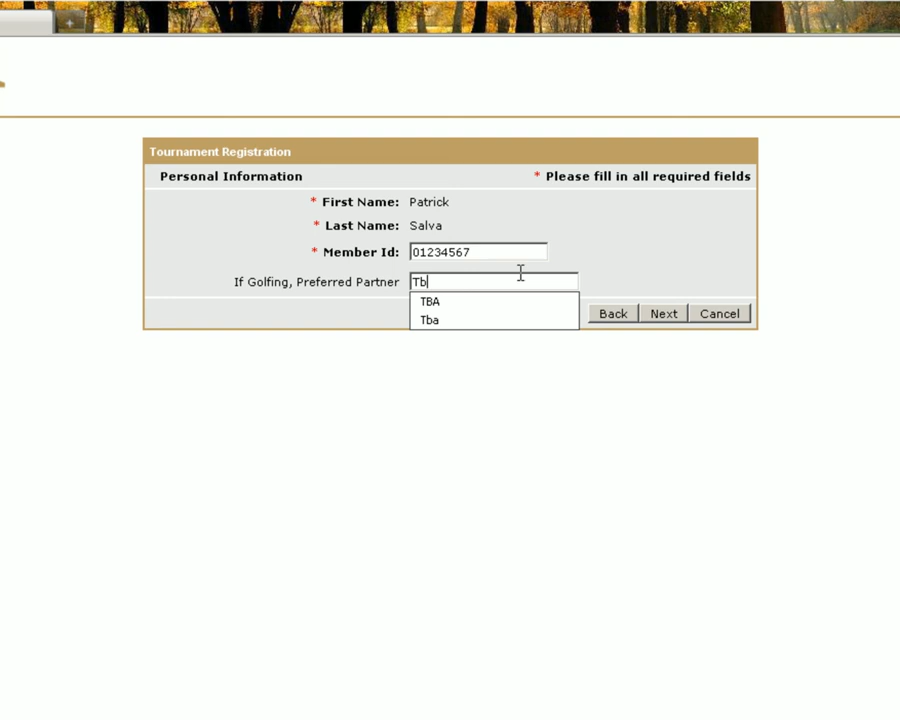 Tournament Registration
Personal Information * Please fill in all required fields
* First Name: Patrick
* Last Name: Salva
* Member Id: 01234567
If Golfing, Preferred Partner Tb
TBA
Tba
Back Next Cancel